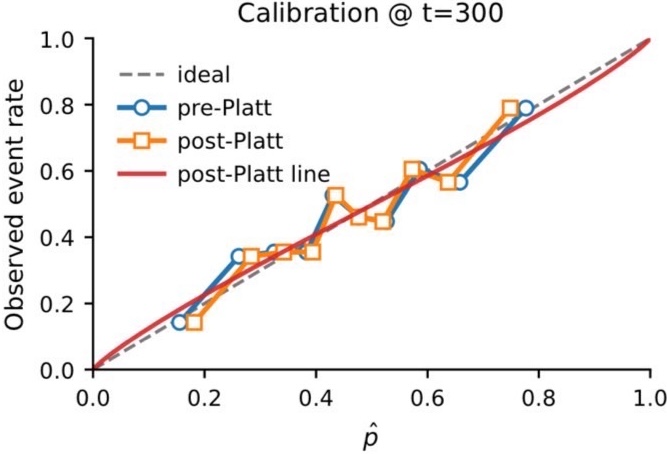 Calibration @ t=300
Observed event rate
1.0
0.8
0.6
0.4
0.2
0.0
ideal
pre-Platt
post-Platt
post-Platt line
0.0 0.2 0.4 0.6 0.8 1.0
p̂